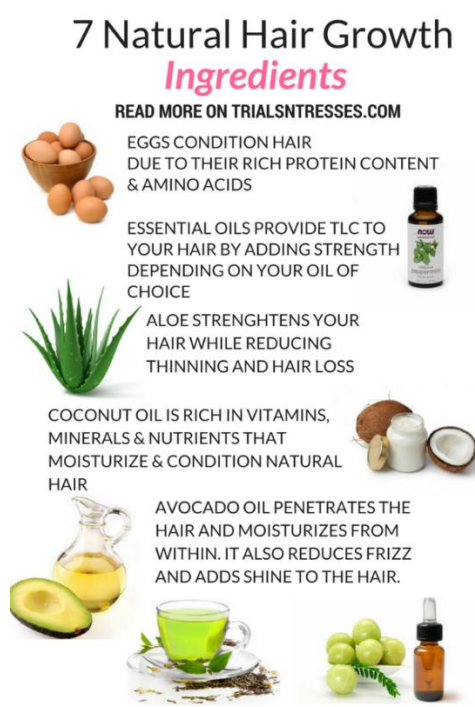 7 Natural Hair Growth
Ingredients
READ MORE ON TRIALSNTRESSES.COM
EGGS CONDITION HAIR
DUE TO THEIR RICH PROTEIN CONTENT
& AMINO ACIDS
ESSENTIAL OILS PROVIDE TLC TO
YOUR HAIR BY ADDING STRENGTH
DEPENDING ON YOUR OIL OF
CHOICE
now
peppermint
ALOE STRENGHTENS YOUR
HAIR WHILE REDUCING
THINNING AND HAIR LOSS
COCONUT OIL IS RICH IN VITAMINS,
MINERALS & NUTRIENTS THAT
MOISTURIZE & CONDITION NATURAL
HAIR
AVOCADO OIL PENETRATES THE
HAIR AND MOISTURIZES FROM
WITHIN. IT ALSO REDUCES FRIZZ
AND ADDS SHINE TO THE HAIR.